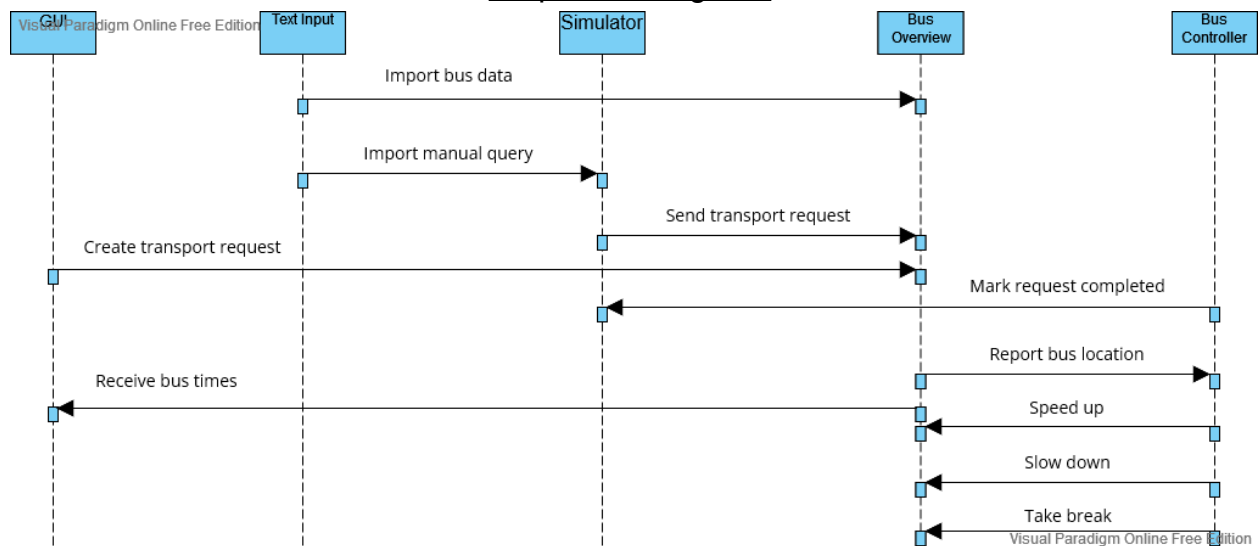 GUI
Visual Paradigm Online Free Edition
Text Input
Simulator
Bus
Overview
Bus
Controller
Import bus data
Import manual query
Send transport request
Create transport request
Mark request completed
Report bus location
Receive bus times
Speed up
Slow down
Take break
Visual Paradigm Online Free Edition